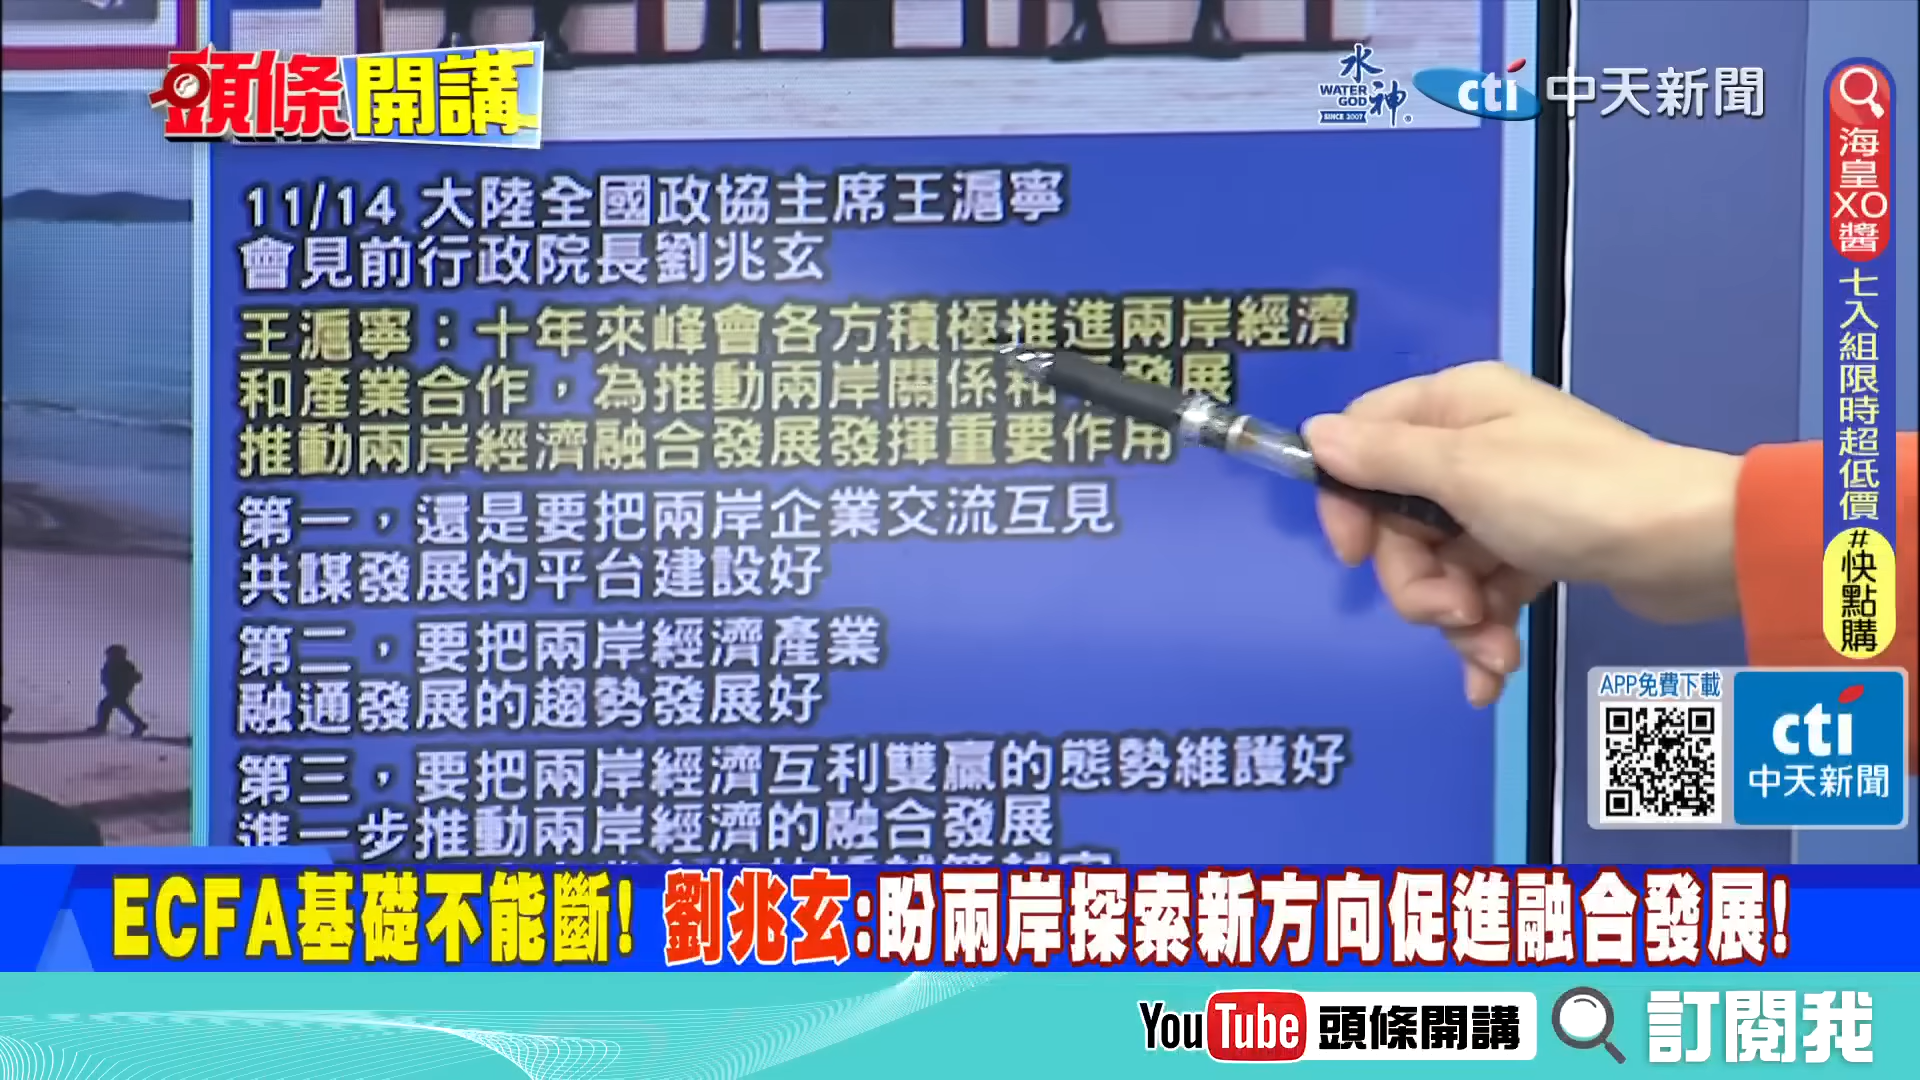 頭條開講
水神
WATER GOD
SINCE 2007
cti 中天新聞
11/14 大陸全國政協主席王滬寧
會見前行政院長劉兆玄
王滬寧：十年來峰會各方積極推進兩岸經濟
和產業合作，為推動兩岸關係和 發展
推動兩岸經濟融合發展發揮重要作用
第一，還是要把兩岸企業交流互見
共謀發展的平台建設好
第二，要把兩岸經濟產業
融通發展的趨勢發展好
第三，要把兩岸經濟互利雙贏的態勢維護好
進一步推動兩岸經濟的融合發展
海皇XO醬
七入組限時超低價
#快點購
APP免費下載
cti
中天新聞
ECFA基礎不能斷! 劉兆玄:盼兩岸探索新方向促進融合發展!
YouTube 頭條開講 訂閱我